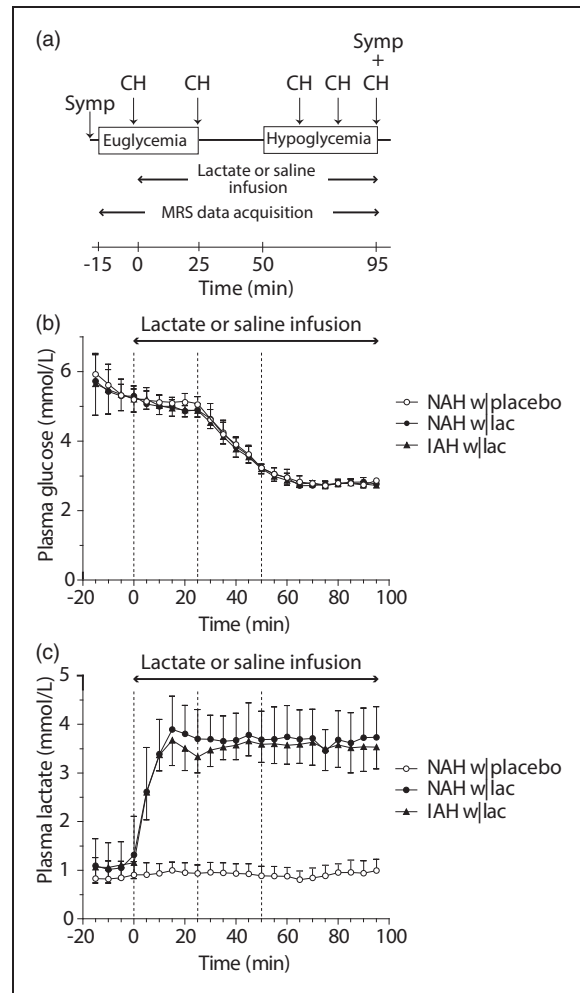 (a)
Symp
+
CH CH CH CH CH
Symp
Euglycemia Hypoglycemia
Lactate or saline
infusion
MRS data acquisition
-15 0 25 50 95
Time (min)
(b)
Lactate or saline infusion
Plasma glucose (mmol/L)
6
4
2
0
-20 0 20 40 60 80 100
Time (min)
NAH w|placebo
NAH w|lac
IAH w|lac
(c)
Lactate or saline infusion
Plasma lactate (mmol/L)
5
4
3
2
1
0
-20 0 20 40 60 80 100
Time (min)
NAH w|placebo
NAH w|lac
IAH w|lac